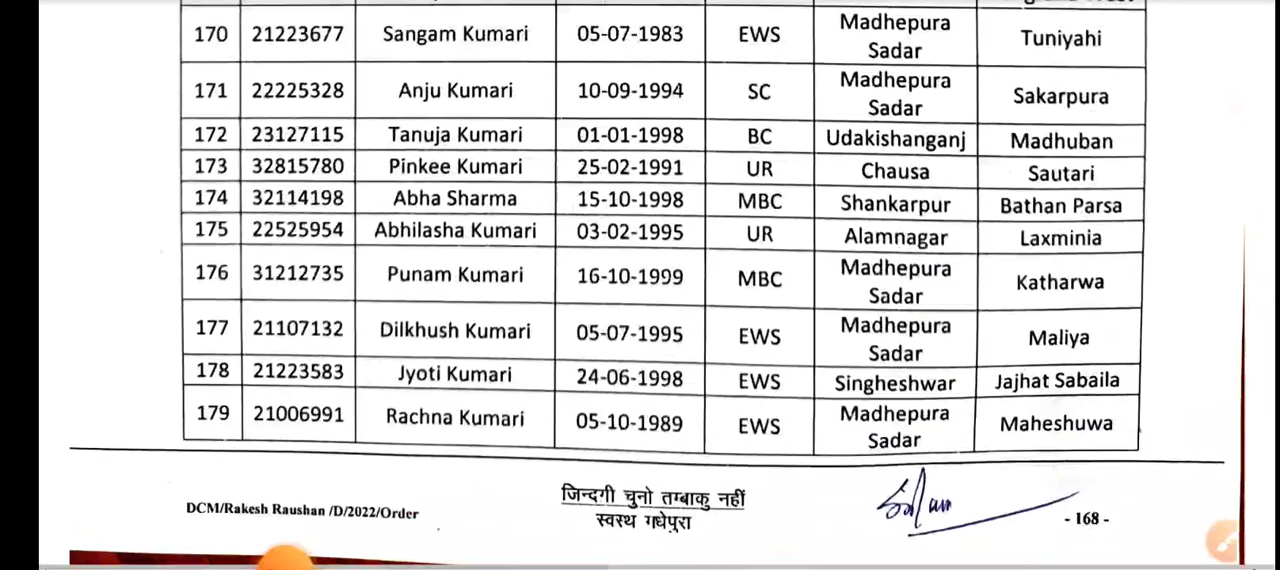 170 21223677 Sangam Kumari 05-07-1983 EWS Madhepura Sadar Tuniyahi
171 22225328 Anju Kumari 10-09-1994 SC Madhepura Sadar Sakarpura
172 23127115 Tanuja Kumari 01-01-1998 BC Udakishanganj Madhuban
173 32815780 Pinkee Kumari 25-02-1991 UR Chausa Sautari
174 32114198 Abha Sharma 15-10-1998 MBC Shankarpur Bathan Parsa
175 22525954 Abhilasha Kumari 03-02-1995 UR Alamnagar Laxminia
176 31212735 Punam Kumari 16-10-1999 MBC Madhepura Sadar Katharwa
177 21107132 Dilkhush Kumari 05-07-1995 EWS Madhepura Sadar Maliya
178 21223583 Jyoti Kumari 24-06-1998 EWS Singheshwar Jajhat Sabaila
179 21006991 Rachna Kumari 05-10-1989 EWS Madhepura Sadar Maheshuwa
DCM/Rakesh Raushan /D/2022/Order
जिन्दगी चुनो तम्बाकु नहीं
स्वस्थ मधेपुरा
- 168 -